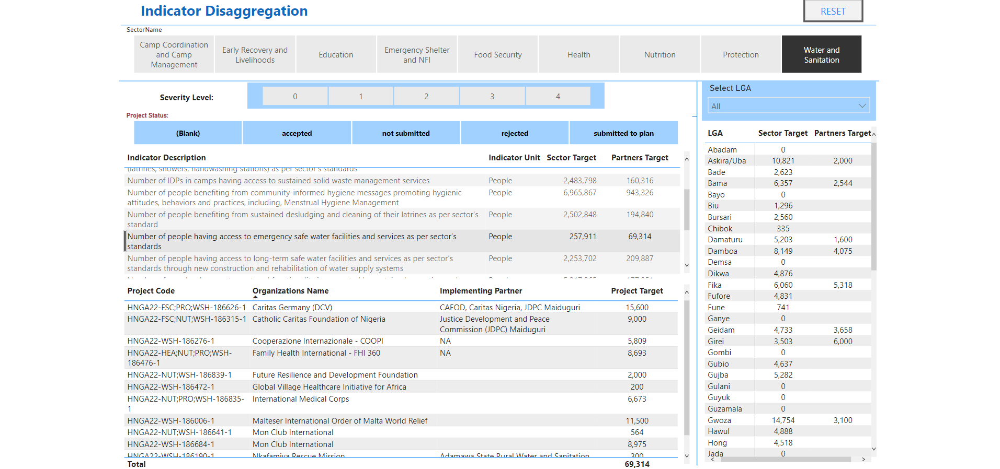 Indicator Disaggregation
RESET
SectorName
Camp Coordination
and Camp
Management
Early Recovery and
Livelihoods
Education
Emergency Shelter
and NFI
Food Security
Health
Nutrition
Protection
Water and
Sanitation
Severity Level:
0 1 2 3 4
Project Status:
(Blank) accepted not submitted rejected submitted to plan
Indicator Description Indicator Unit Sector Target Partners Target
(latrines, showers, handwashing stations) as per sector's standards
Number of IDPs in camps having access to sustained solid waste management services People 2,483,798 160,316
Number of people benefiting from community-informed hygiene messages promoting hygienic People 6,965,867 943,326
attitudes, behaviors and practices, including, Menstrual Hygiene Management
Number of people benefiting from sustained desludging and cleaning of their latrines as per sector's People 2,502,848 194,840
standard
Number of people having access to emergency safe water facilities and services as per sector's People 257,911 69,314
standards
Number of people having access to long-term safe water facilities and services as per sector's People 2,253,702 209,887
standards through new construction and rehabilitation of water supply systems
Project Code Organizations Name Implementing Partner Project Target
HNGA22-FSC;PRO;WSH-186626-1 Caritas Germany (DCV) CAFOD, Caritas Nigeria, JDPC Maiduguri 15,600
HNGA22-FSC;NUT;WSH-186315-1 Catholic Caritas Foundation of Nigeria Justice Development and Peace 9,000
Commission (JDPC) Maiduguri
HNGA22-WSH-186276-1 Cooperazione Internazionale - COOPI NA 5,809
HNGA22-HEA;NUT;PRO;WSH- Family Health International - FHI 360 NA 8,693
186476-1
HNGA22-NUT;WSH-186839-1 Future Resilience and Development Foundation 2,000
HNGA22-WSH-186472-1 Global Village Healthcare Initiative for Africa 200
HNGA22-NUT;PRO;WSH-186835- International Medical Corps 6,673
1
HNGA22-WSH-186006-1 Malteser International Order of Malta World Relief 11,500
HNGA22-NUT;WSH-186641-1 Mon Club International 564
HNGA22-WSH-186684-1 Mon Club International 8,975
HNGA22-WSH-186190-1 Nkafamiya Rescue Mission Adamawa State Rural Water and Sanitation 300
Total 69,314
Select LGA
All
LGA Sector Target Partners Target
Abadam 0
Askira/Uba 10,821 2,000
Bade 2,623
Bama 6,357 2,544
Bayo 0
Biu 1,296
Bursari 2,560
Chibok 335
Damaturu 5,203 1,600
Damboa 8,149 4,075
Demsa 0
Dikwa 4,876
Fika 6,060 5,318
Fufore 4,831
Fune 741
Ganye 0
Geidam 4,733 3,658
Girei 3,503 6,000
Gombi 0
Gubio 4,637
Gujba 5,282
Gulani 0
Guyuk 0
Guzamala 0
Gwoza 14,754 3,100
Hawul 4,888
Hong 4,518
Jada 0